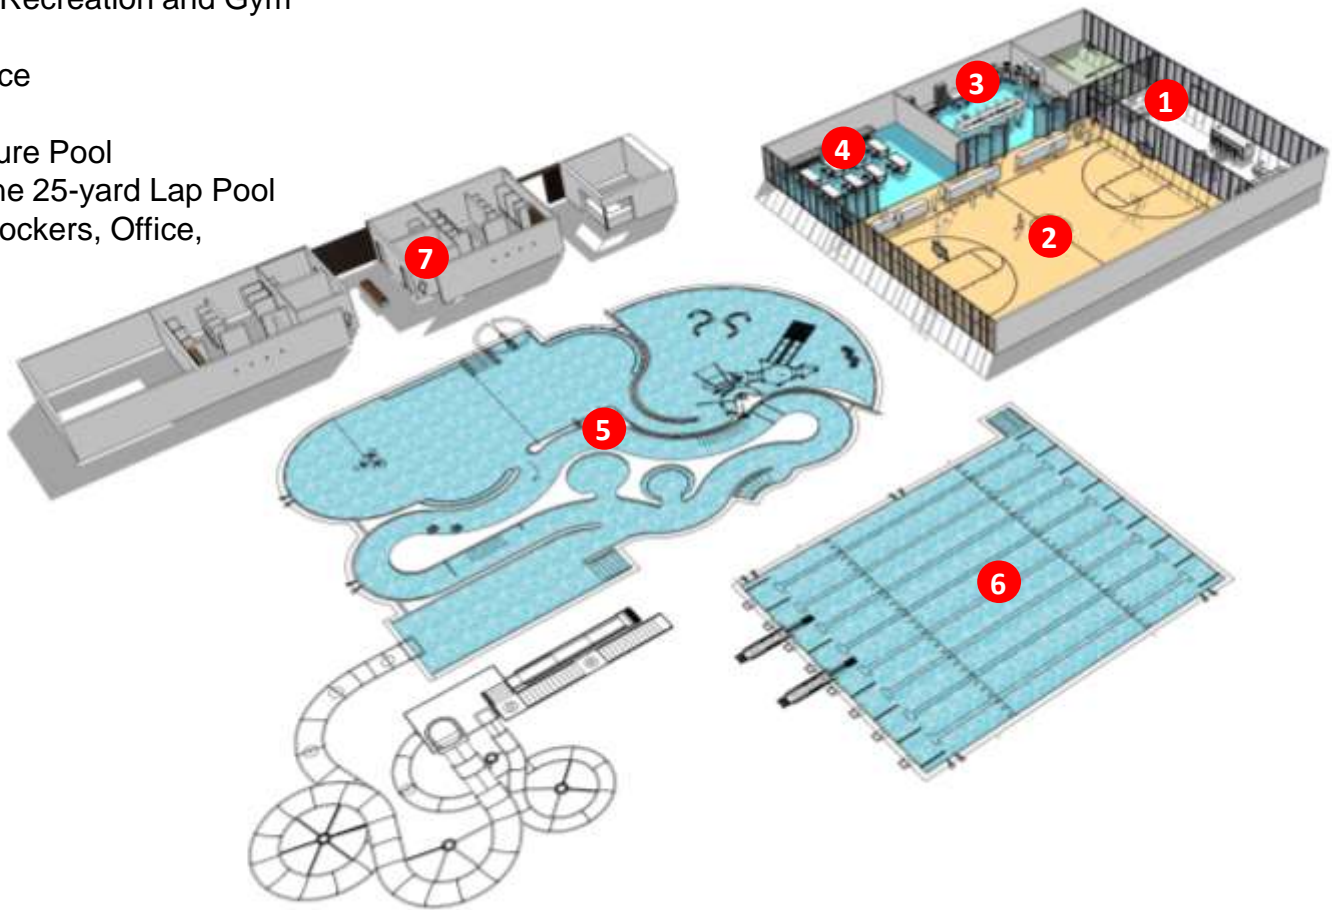 Recreation and Gym
ce
ure Pool
ne 25-yard Lap Pool
ockers, Office,
1
3
4
2
7
5
6